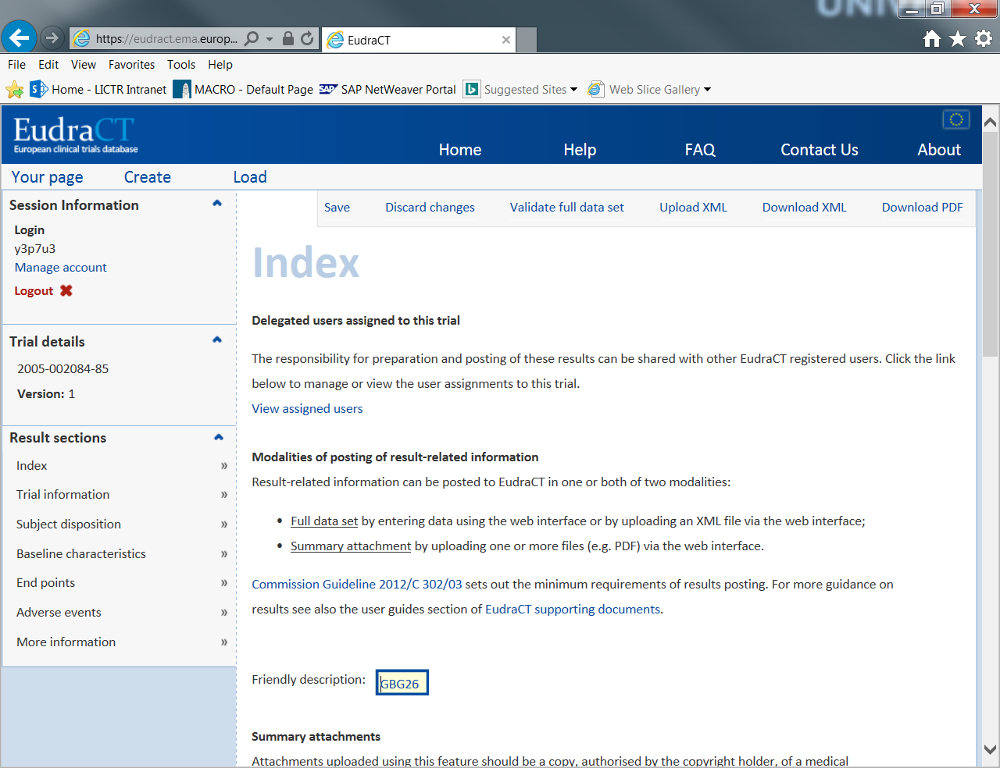 UNIV
https://eudract.ema.europ...
EudraCT
File Edit View Favorites Tools Help
Home - LICTR Intranet MACRO - Default Page SAP NetWeaver Portal Suggested Sites Web Slice Gallery
EudraCT
European clinical trials database
Home Help FAQ Contact Us About
Your page Create Load
Session Information
Login
y3p7u3
Manage account
Logout
Trial details
2005-002084-85
Version: 1
Result sections
Index
Trial information
Subject disposition
Baseline characteristics
End points
Adverse events
More information
Save Discard changes Validate full data set Upload XML Download XML Download PDF
Index
Delegated users assigned to this trial
The responsibility for preparation and posting of these results can be shared with other EudraCT registered users. Click the link
below to manage or view the user assignments to this trial.
View assigned users
Modalities of posting of result-related information
Result-related information can be posted to EudraCT in one or both of two modalities:
• Full data set by entering data using the web interface or by uploading an XML file via the web interface;
• Summary attachment by uploading one or more files (e.g. PDF) via the web interface.
Commission Guideline 2012/C 302/03 sets out the minimum requirements of results posting. For more guidance on
results see also the user guides section of EudraCT supporting documents.
Friendly description: GBG26
Summary attachments
Attachments uploaded using this feature should be a copy, authorised by the copyright holder, of a medical